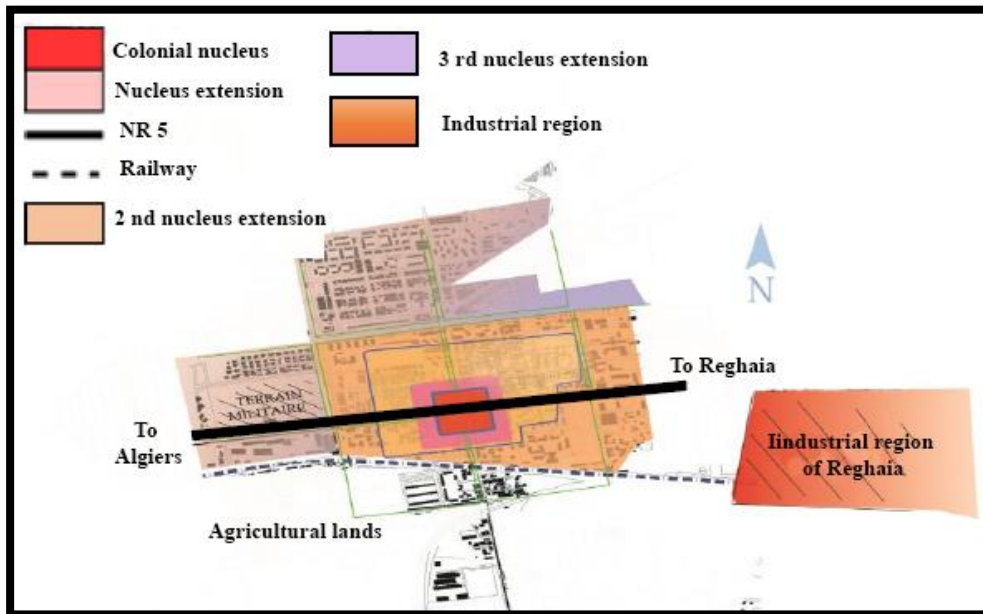 Colonial nucleus
Nucleus extension
NR 5
Railway
2 nd nucleus extension
3 rd nucleus extension
Industrial region
N
To Reghaia
TERRAIN
MINTAIRE
To
Algiers
Iindustrial region
of Reghaia
Agricultural lands